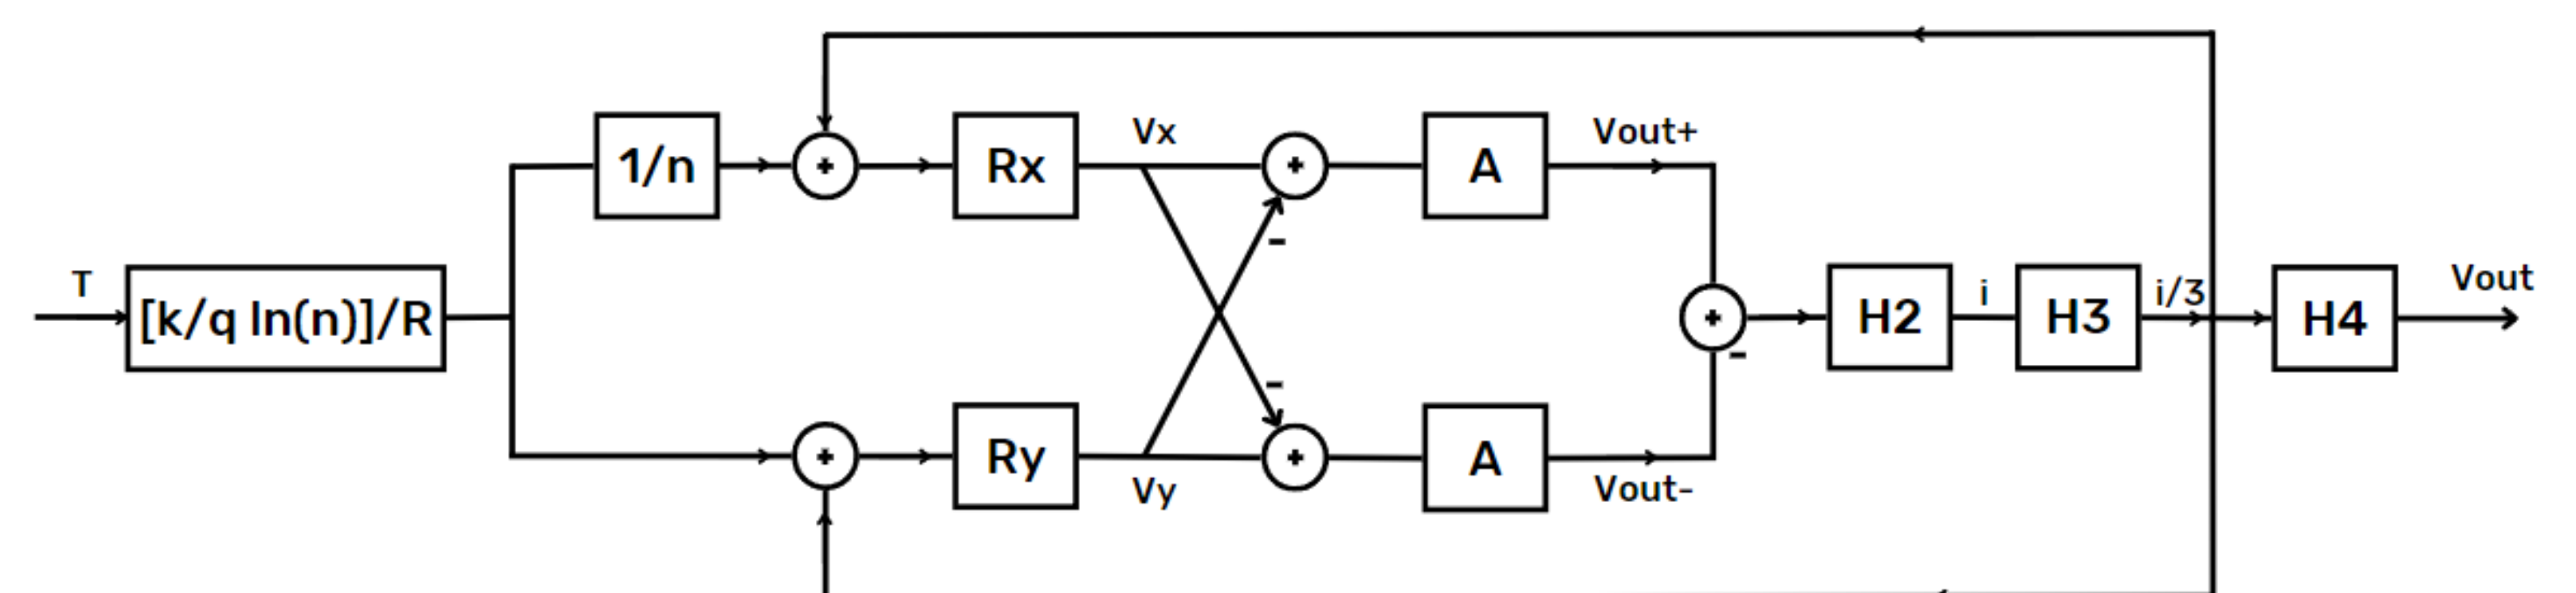 T
[k/q ln(n)]/R
1/n
+
Rx
Vx
+
-
A
Vout+
+
Ry
Vy
-
+
A
Vout-
+
-
H2
i
H3
i/3
H4
Vout